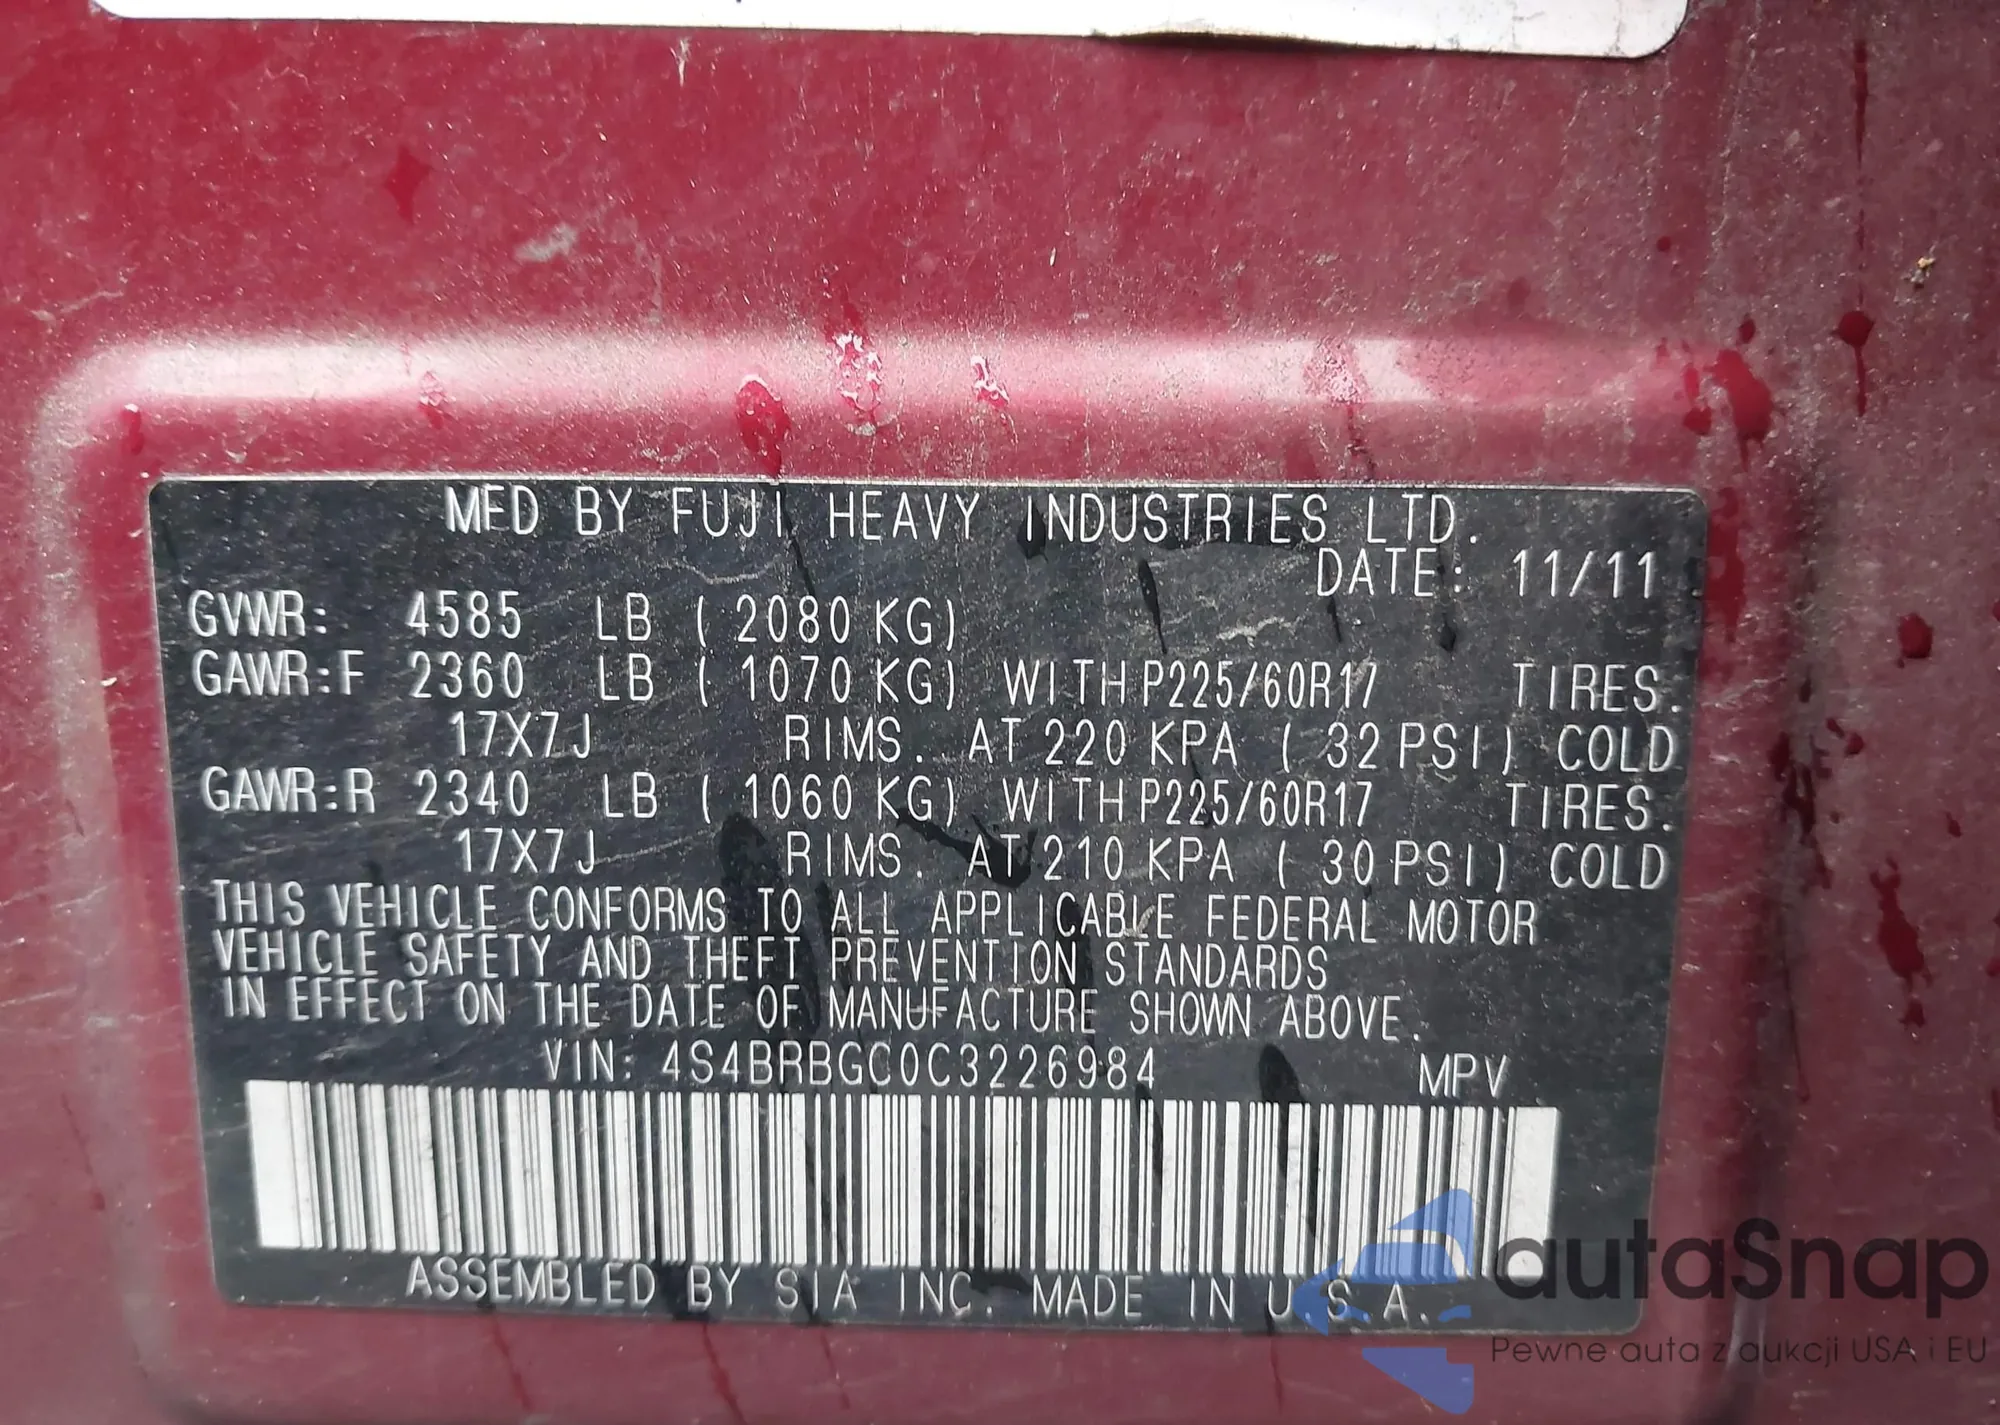 MFD BY FUJI HEAVY INDUSTRIES LTD.
DATE: 11/11
GVWR: 4585 LB ( 2080 KG)
GAWR:F 2360 LB ( 1070 KG) WITH P225/60R17 TIRES.
17X7J RIMS. AT 220 KPA ( 32 PSI) COLD
GAWR:R 2340 LB ( 1060 KG) WITH P225/60R17 TIRES.
17X7J RIMS. AT 210 KPA ( 30 PSI) COLD
THIS VEHICLE CONFORMS TO ALL APPLICABLE FEDERAL MOTOR
VEHICLE SAFETY AND THEFT PREVENTION STANDARDS
IN EFFECT ON THE DATE OF MANUFACTURE SHOWN ABOVE.
VIN: 4S4BRBGC0C3226984 MPV
ASSEMBLED BY SIA INC. MADE IN U.S.A.
autaSnap
Pewne auta z aukcji USA i EU